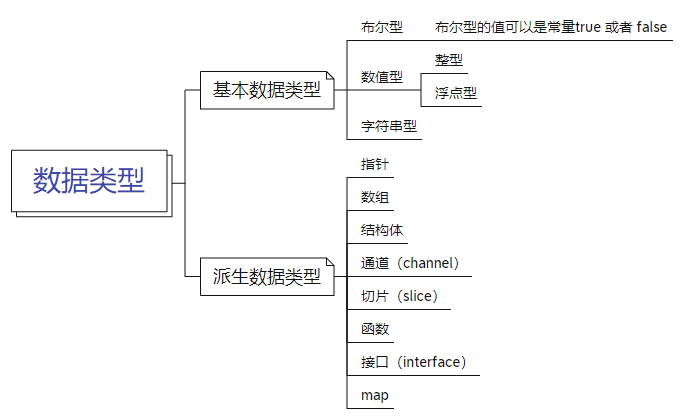 数据类型
基本数据类型
布尔型
布尔型的值可以是常量true 或者 false
数值型
整型
浮点型
字符串型
派生数据类型
指针
数组
结构体
通道（channel）
切片（slice）
函数
接口（interface）
map